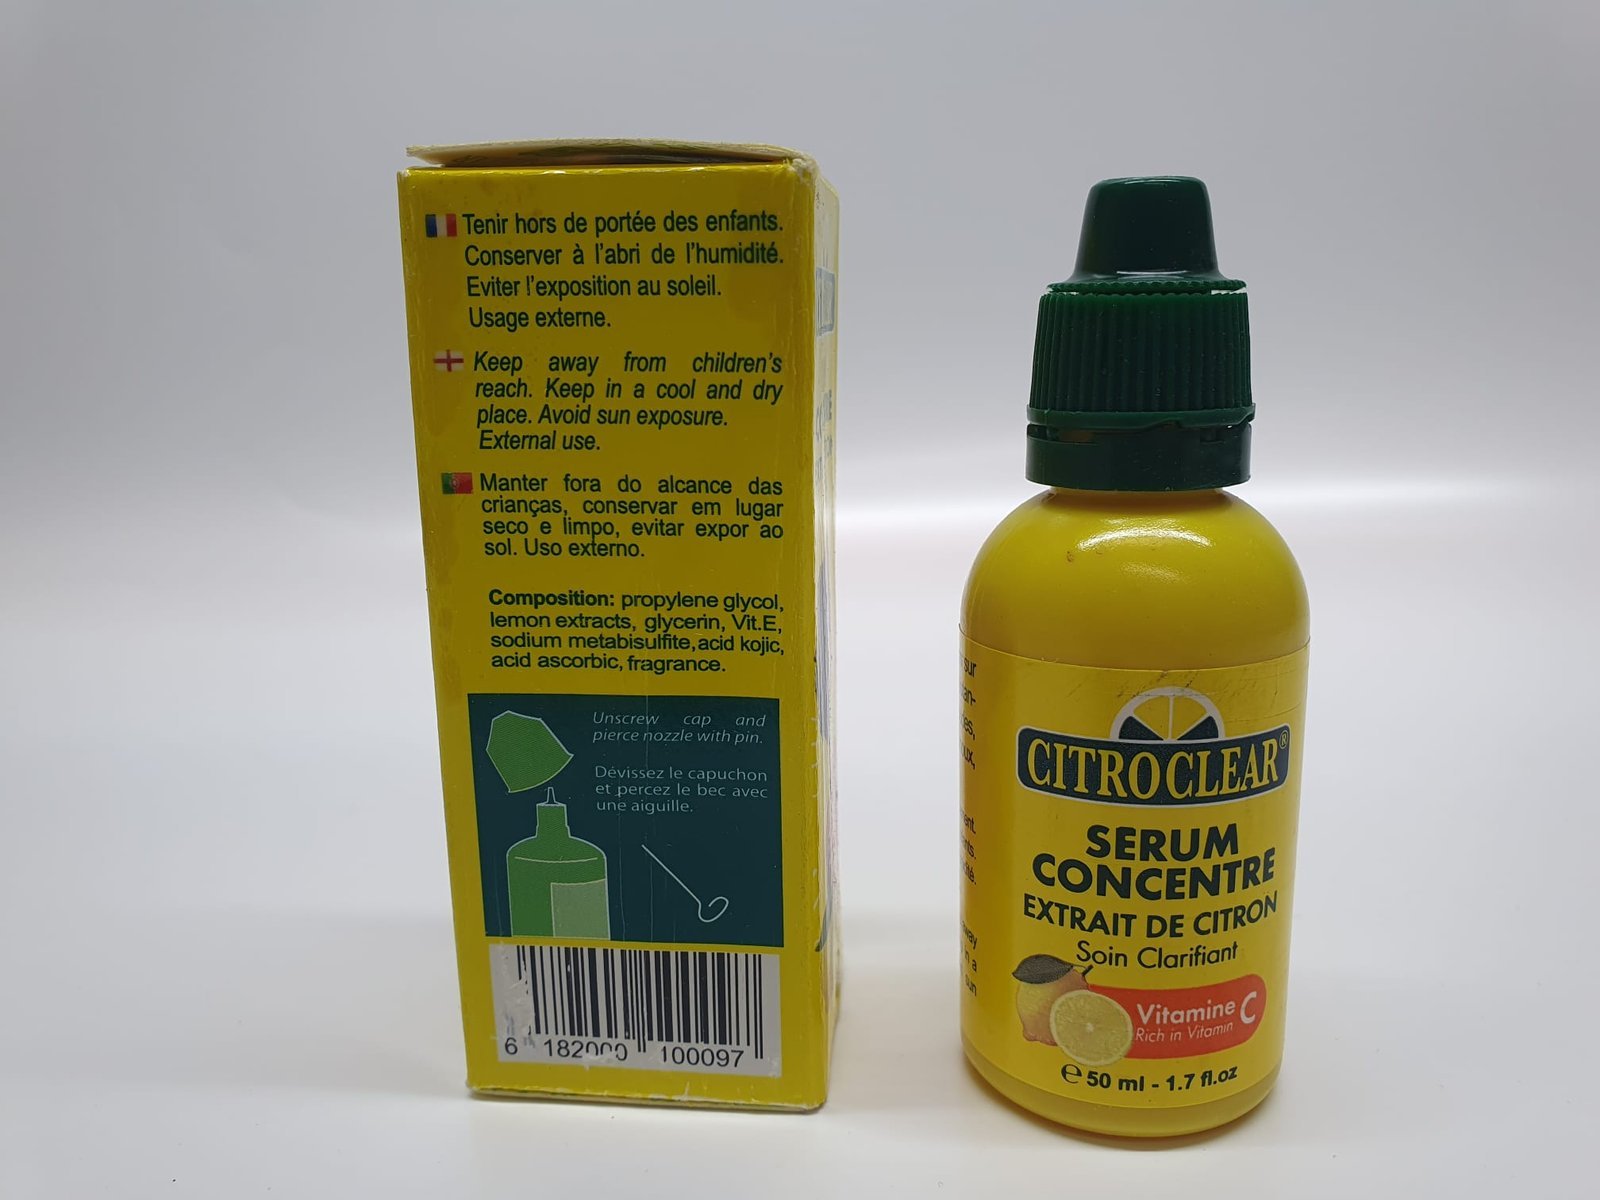 Tenir hors de portée des enfants.
Conserver à l'abri de l'humidité.
Eviter l'exposition au soleil.
Usage externe.
Keep away from children's
reach. Keep in a cool and dry
place. Avoid sun exposure.
External use.
Manter fora do alcance das
crianças, conservar em lugar
seco e limpo, evitar expor ao
sol. Uso externo.
Composition: propylene glycol,
lemon extracts, glycerin, Vit.E,
sodium metabisulfite,acid kojic,
acid ascorbic, fragrance.
Unscrew cap and
pierce nozzle with pin.
Dévissez le capuchon
et percez le bec avec
une aiguille.
6 182000 100097
sur
CITROCLEAR®
SERUM
CONCENTRE
EXTRAIT DE CITRON
Soin Clarifiant
Vitamine C
Rich in Vitamin
℮ 50 ml - 1.7 fl.oz
away
in a
sun